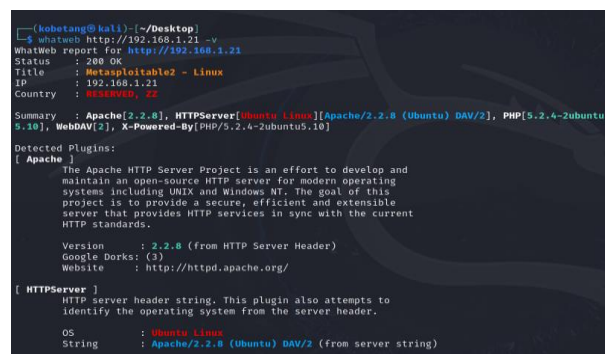 (kobetang㉿kali)-[~/Desktop]
$ whatweb http://192.168.1.21 -v
WhatWeb report for http://192.168.1.21
Status : 200 OK
Title : Metasploitable2 - Linux
IP : 192.168.1.21
Country : RESERVED, ZZ
Summary : Apache[2.2.8], HTTPServer[Ubuntu Linux][Apache/2.2.8 (Ubuntu) DAV/2], PHP[5.2.4-2ubuntu
5.10], WebDAV[2], X-Powered-By[PHP/5.2.4-2ubuntu5.10]
Detected Plugins:
[ Apache ]
The Apache HTTP Server Project is an effort to develop and
maintain an open-source HTTP server for modern operating
systems including UNIX and Windows NT. The goal of this
project is to provide a secure, efficient and extensible
server that provides HTTP services in sync with the current
HTTP standards.
Version : 2.2.8 (from HTTP Server Header)
Google Dorks: (3)
Website : http://httpd.apache.org/
[ HTTPServer ]
HTTP server header string. This plugin also attempts to
identify the operating system from the server header.
OS : Ubuntu Linux
String : Apache/2.2.8 (Ubuntu) DAV/2 (from server string)